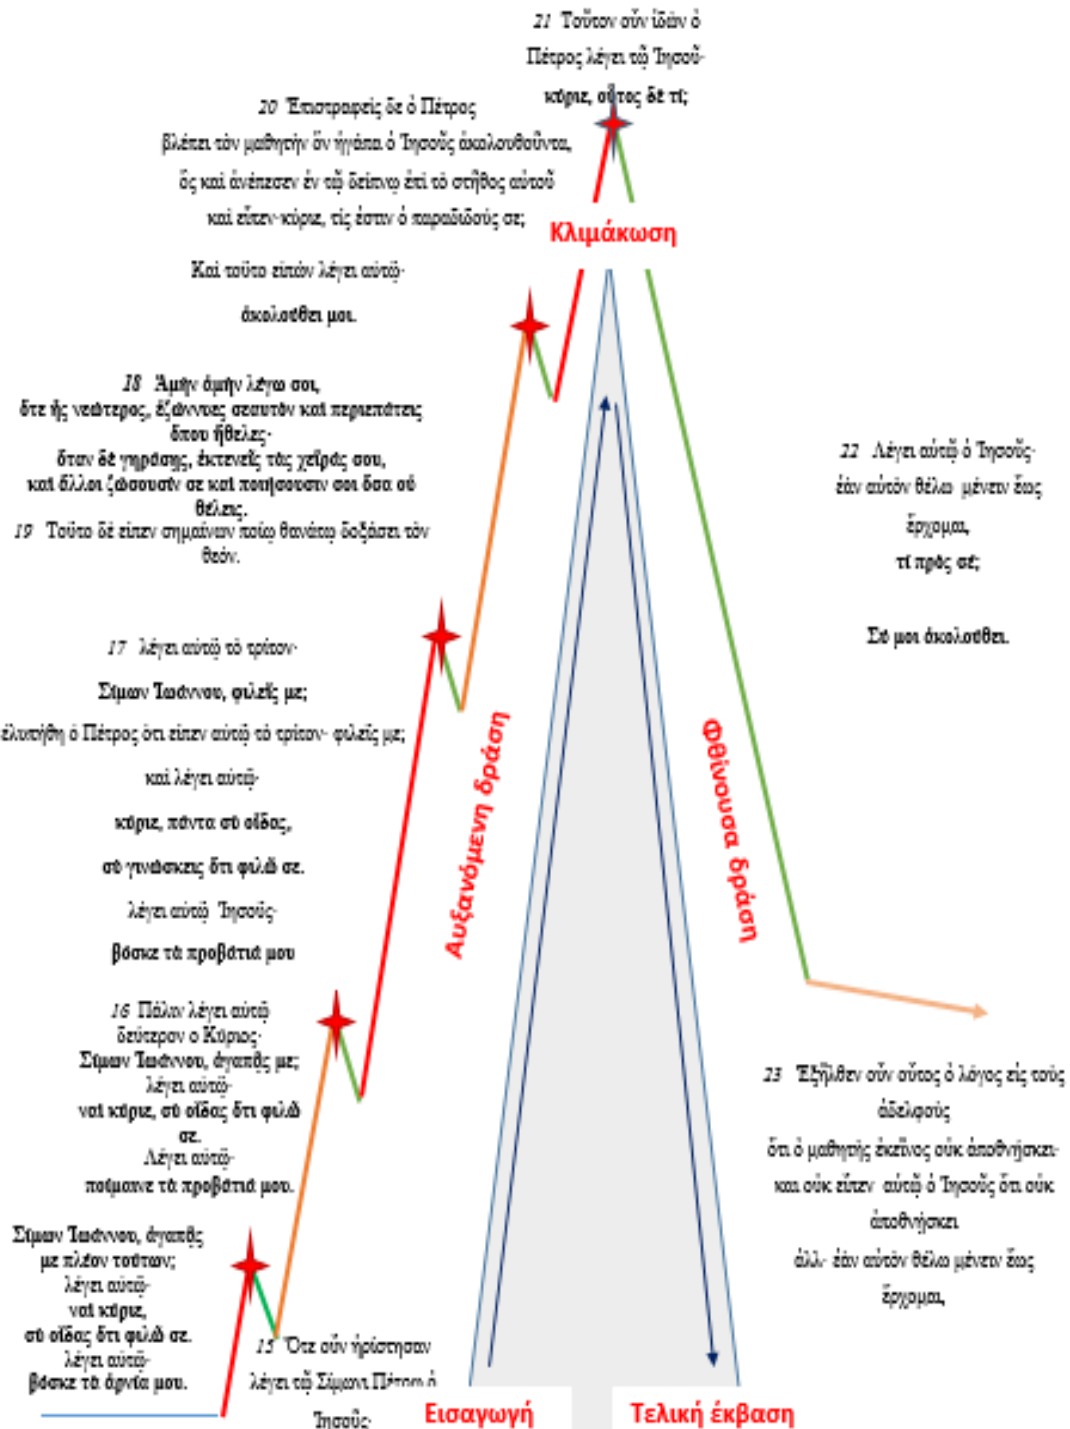 21 Τοῦτον οὖν ἰδὼν ὁ
Πέτρος λέγει τῷ Ἰησοῦ·
κύριε, οὗτος δὲ τί;
20 Ἐπιστραφεὶς δε ὁ Πέτρος
βλέπει τὸν μαθητὴν ὃν ἠγάπα ὁ Ἰησοῦς ἀκολουθοῦντα,
ὃς καὶ ἀνέπεσεν ἐν τῷ δείπνῳ ἐπὶ τὸ στῆθος αὐτοῦ
καὶ εἶπεν·κύριε, τίς ἐστιν ὁ παραδιδούς σε;
Κλιμάκωση
Καὶ τοῦτο εἰπὼν λέγει αὐτῷ·
ἀκολούθει μοι.
18 Ἀμὴν ἀμὴν λέγω σοι,
ὅτε ἦς νεώτερος, ἐζώννυες σεαυτὸν καὶ περιεπάτεις
ὅπου ἤθελες·
ὅταν δὲ γηράσῃς, ἐκτενεῖς τὰς χεῖράς σου,
καὶ ἄλλοι ζώσουσίν σε καὶ ποιήσουσιν σοι ὅσα οὐ
θέλεις.
19 Τοῦτο δὲ εἶπεν σημαίνων ποίῳ θανάτῳ δοξάσει τὸν
θεόν.
22 Λέγει αὐτῷ ὁ Ἰησοῦς·
ἐὰν αὐτὸν θέλω μένειν ἕως
ἔρχομαι,
τί πρὸς σέ;
Σύ μοι ἀκολούθει.
17 λέγει αὐτῷ τὸ τρίτον·
Σίμων Ἰωάννου, φιλεῖς με;
ἐλυπήθη ὁ Πέτρος ὅτι εἶπεν αὐτῷ τὸ τρίτον· φιλεῖς με;
καὶ λέγει αὐτῷ·
κύριε, πάντα σὺ οἶδας,
σὺ γινώσκεις ὅτι φιλῶ σε.
λέγει αὐτῷ Ἰησοῦς·
βόσκε τὰ προβάτιά μου
Αυξανόμενη δράση
Φθίνουσα δράση
16 Πάλιν λέγει αὐτῷ
δεύτερον ο Κύριος·
Σίμων Ἰωάννου, ἀγαπᾷς με;
λέγει αὐτῷ·
ναὶ κύριε, σὺ οἶδας ὅτι φιλῶ
σε.
Λέγει αὐτῷ·
ποίμαινε τὰ προβάτιά μου.
23 Ἐξῆλθεν οὖν οὗτος ὁ λόγος εἰς τοὺς
ἀδελφοὺς
ὅτι ὁ μαθητὴς ἐκεῖνος οὐκ ἀποθνῄσκει·
και οὐκ εἶπεν αὐτῷ ὁ Ἰησοῦς ὅτι οὐκ
ἀποθνῄσκει
ἀλλ· ἐὰν αὐτὸν θέλω μένειν ἕως
ἔρχομαι,
Σίμων Ἰωάννου, ἀγαπᾷς
με πλέον τούτων;
λέγει αὐτῷ·
ναὶ κύριε,
σὺ οἶδας ὅτι φιλῶ σε.
λέγει αὐτῷ·
βόσκε τὰ ἀρνία μου.
15 Ὅτε οὖν ἠρίστησαν
λέγει τῷ Σίμωνι Πέτρῳ ὁ
Ἰησοῦς·
Εισαγωγή
Τελική έκβαση